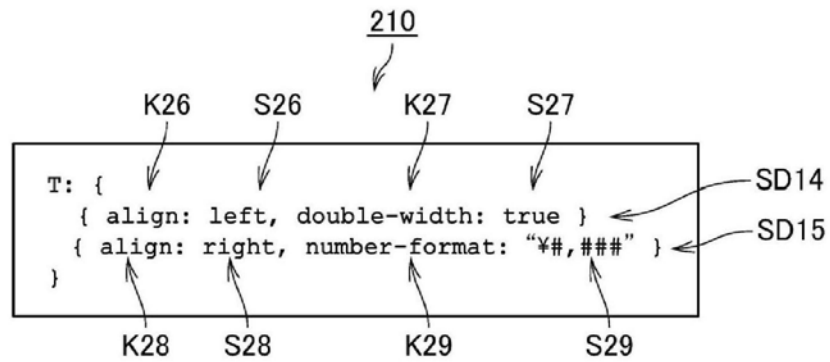 210
K26 S26 K27 S27
T: {
{ align: left, double-width: true } SD14
{ align: right, number-format: “¥#,###” } SD15
}
K28 S28 K29 S29